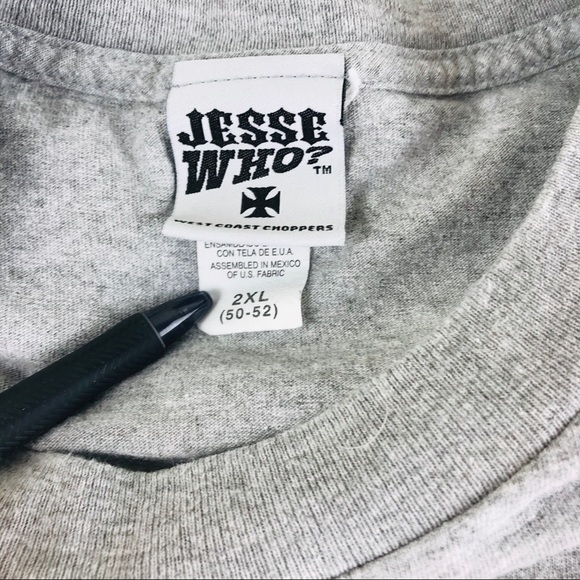 JESSE
WHO?™
WEST COAST CHOPPERS
CON TELA DE E.U.A.
ASSEMBLED IN MEXICO
OF U.S. FABRIC
2XL
(50-52)